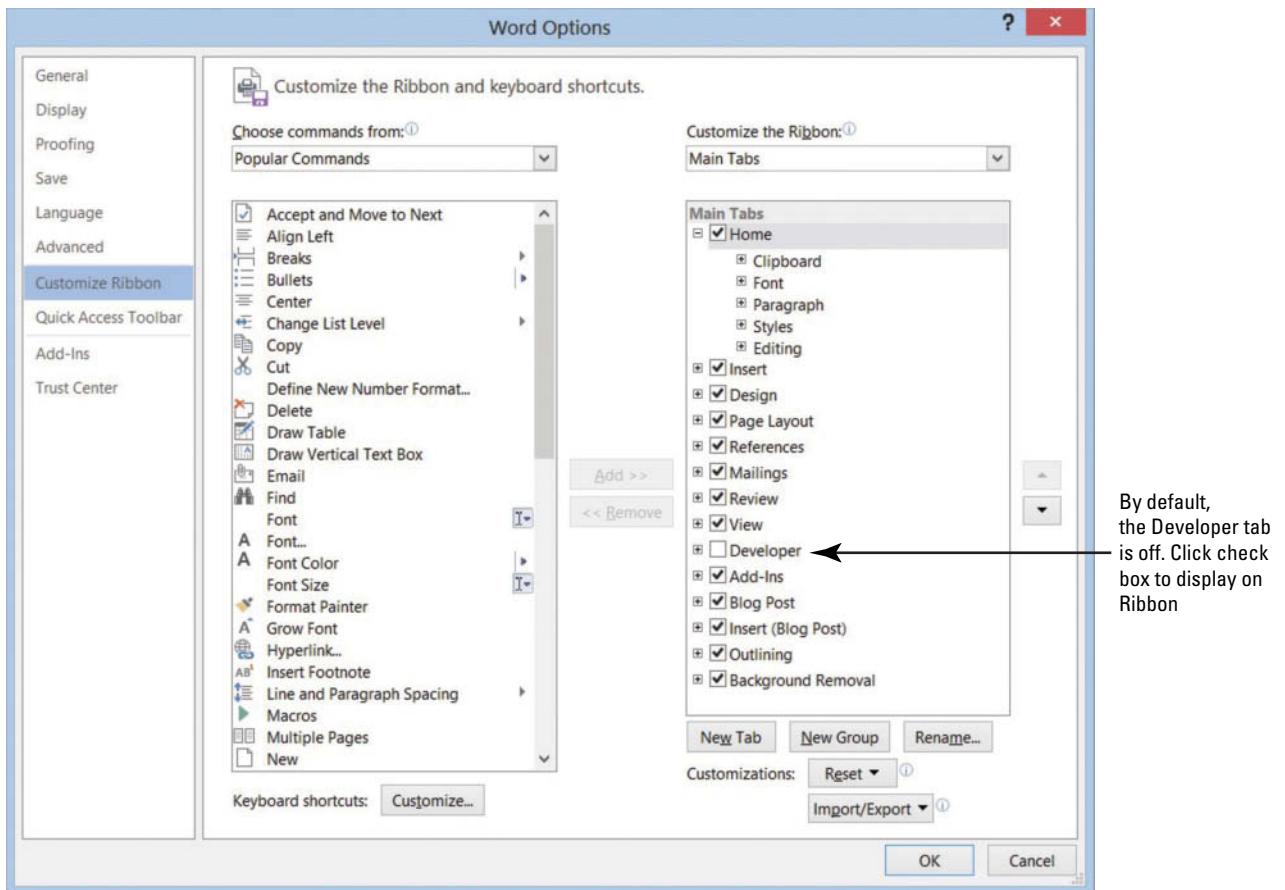 Word Options
?
General
Display
Proofing
Save
Language
Advanced
Customize Ribbon
Quick Access Toolbar
Add-Ins
Trust Center
Customize the Ribbon and keyboard shortcuts.
Choose commands from:
Popular Commands
Accept and Move to Next
Align Left
Breaks
Bullets
Center
Change List Level
Copy
Cut
Define New Number Format...
Delete
Draw Table
Draw Vertical Text Box
Email
Find
Font
Font...
Font Color
Font Size
Format Painter
Grow Font
Hyperlink...
Insert Footnote
Line and Paragraph Spacing
Macros
Multiple Pages
New
Keyboard shortcuts: Customize...
Add >>
<< Remove
Customize the Ribbon:
Main Tabs
Main Tabs
Home
Clipboard
Font
Paragraph
Styles
Editing
Insert
Design
Page Layout
References
Mailings
Review
View
Developer
Add-Ins
Blog Post
Insert (Blog Post)
Outlining
Background Removal
New Tab New Group Rename...
Customizations: Reset
Import/Export
OK Cancel
By default,
the Developer tab
is off. Click check
box to display on
Ribbon